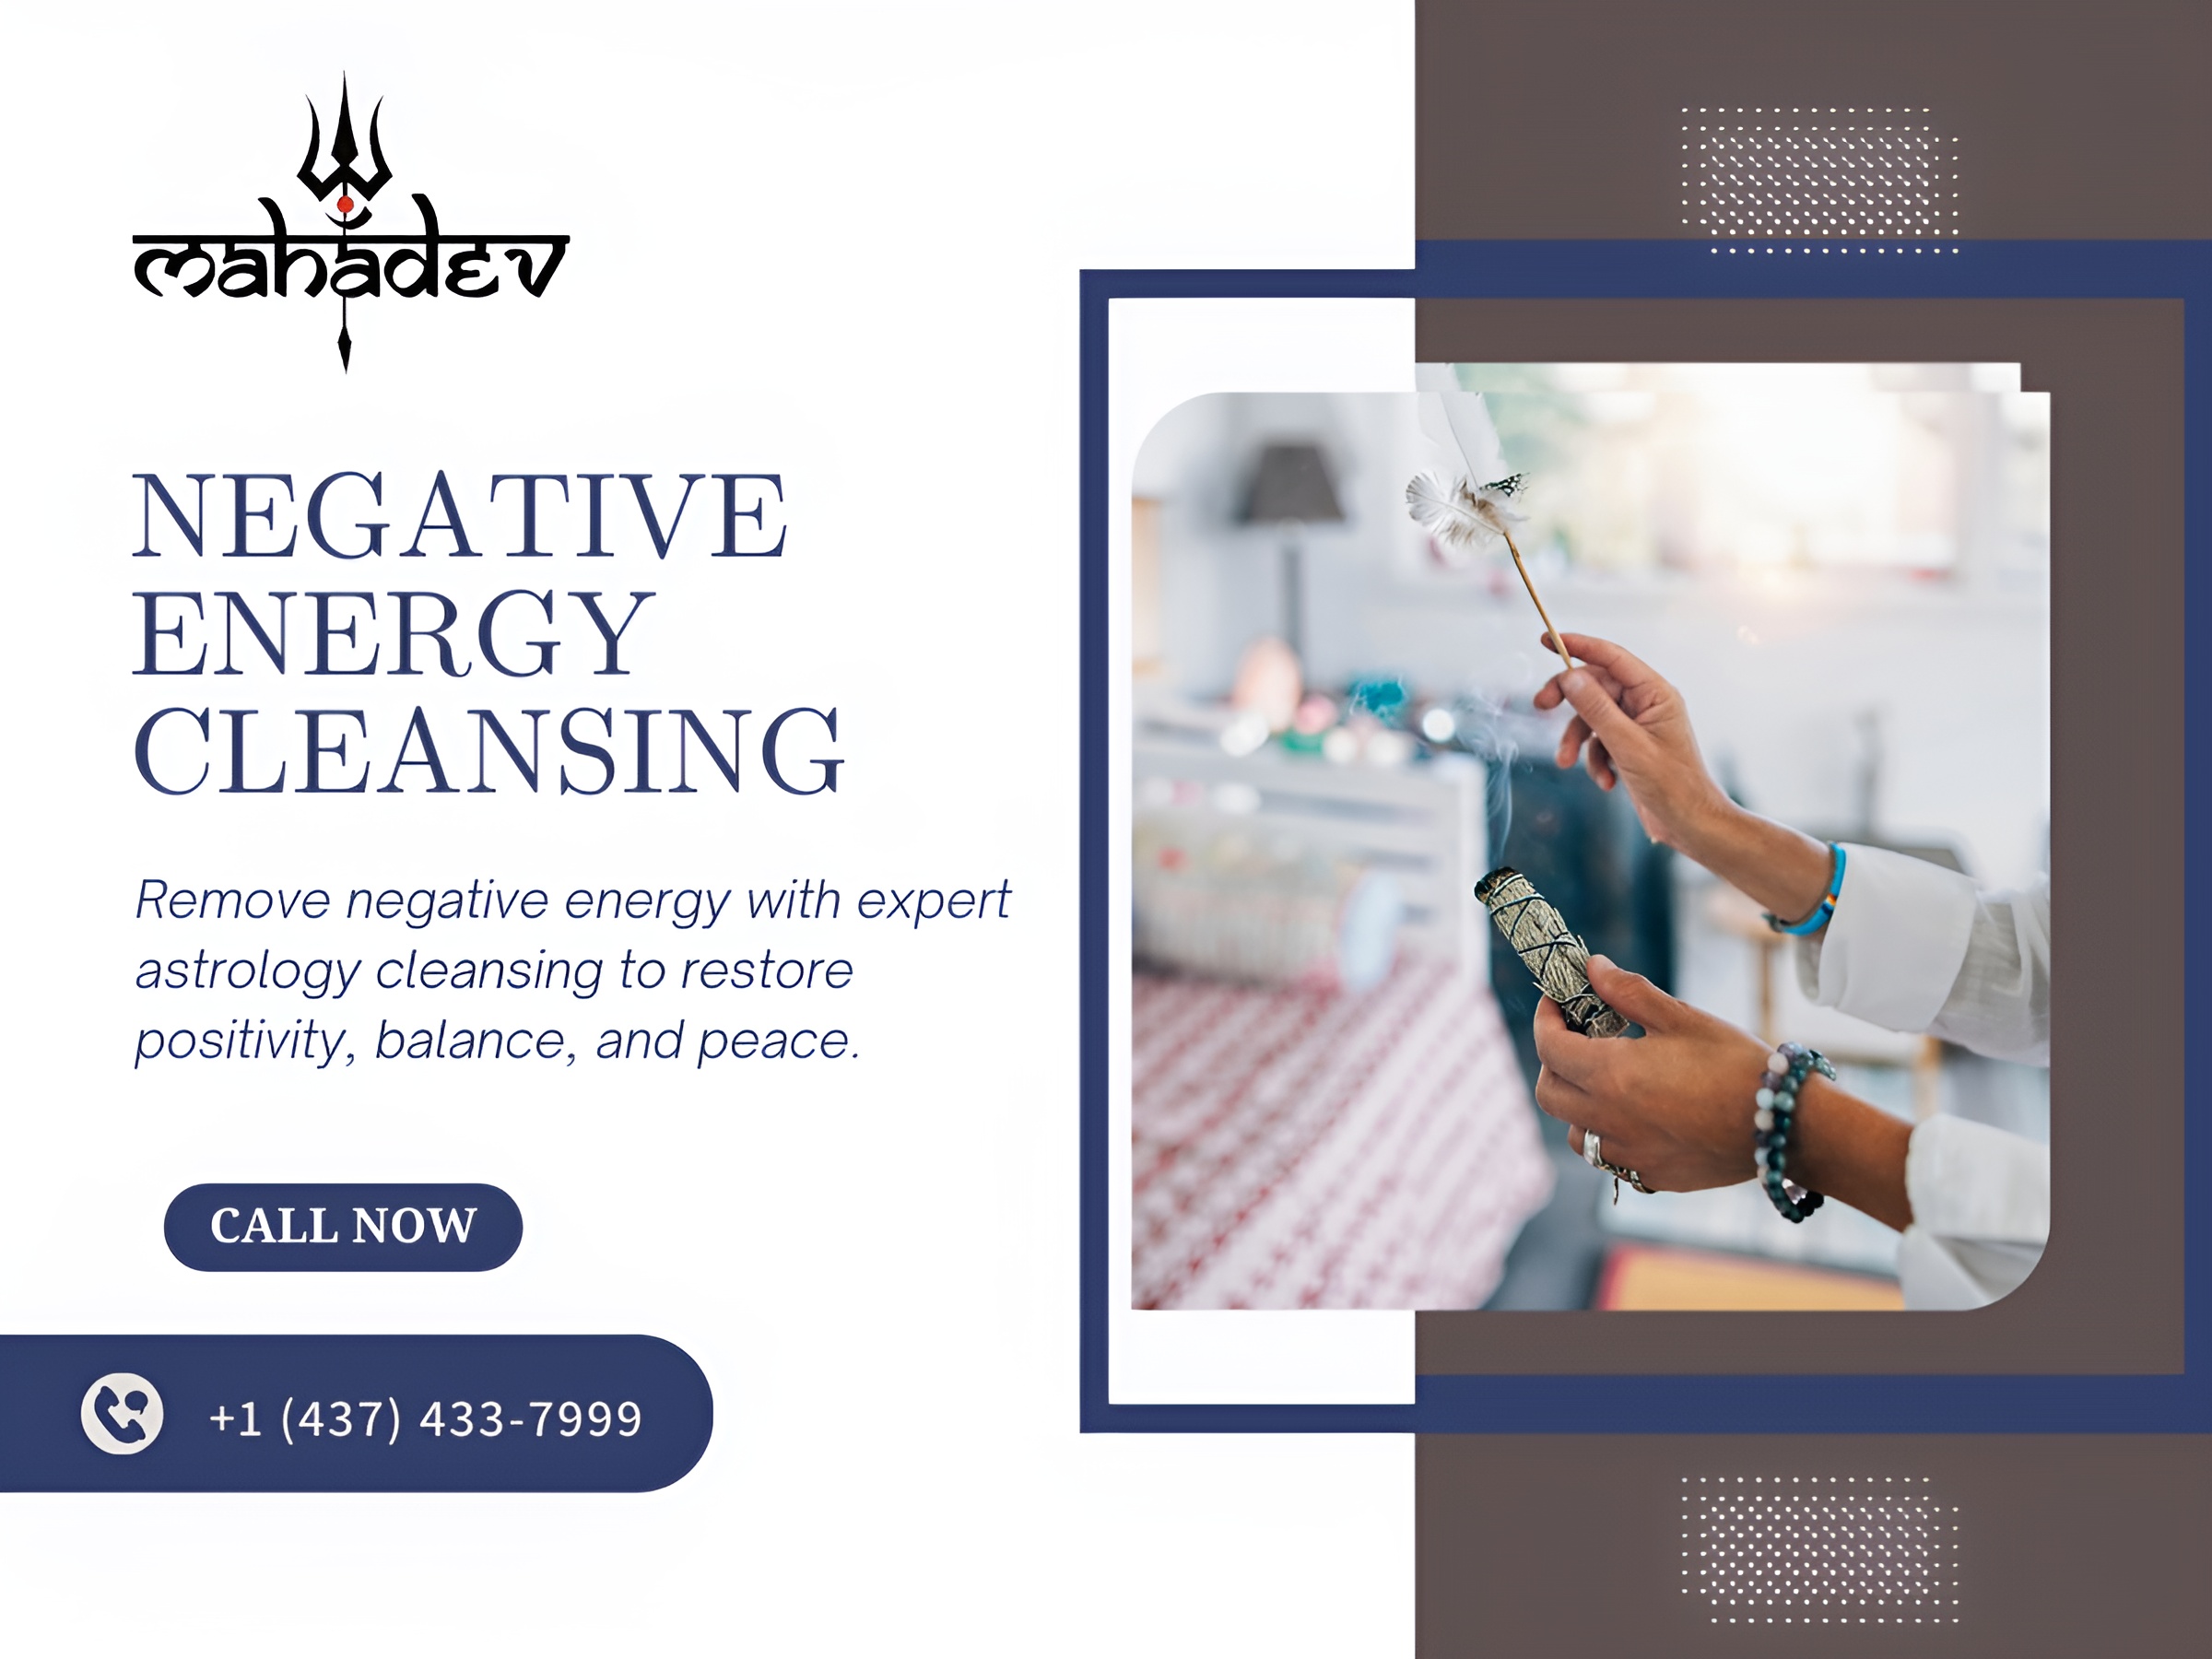 mahadev
NEGATIVE
ENERGY
CLEANSING
Remove negative energy with expert
astrology cleansing to restore
positivity, balance, and peace.
CALL NOW
+1 (437) 433-7999